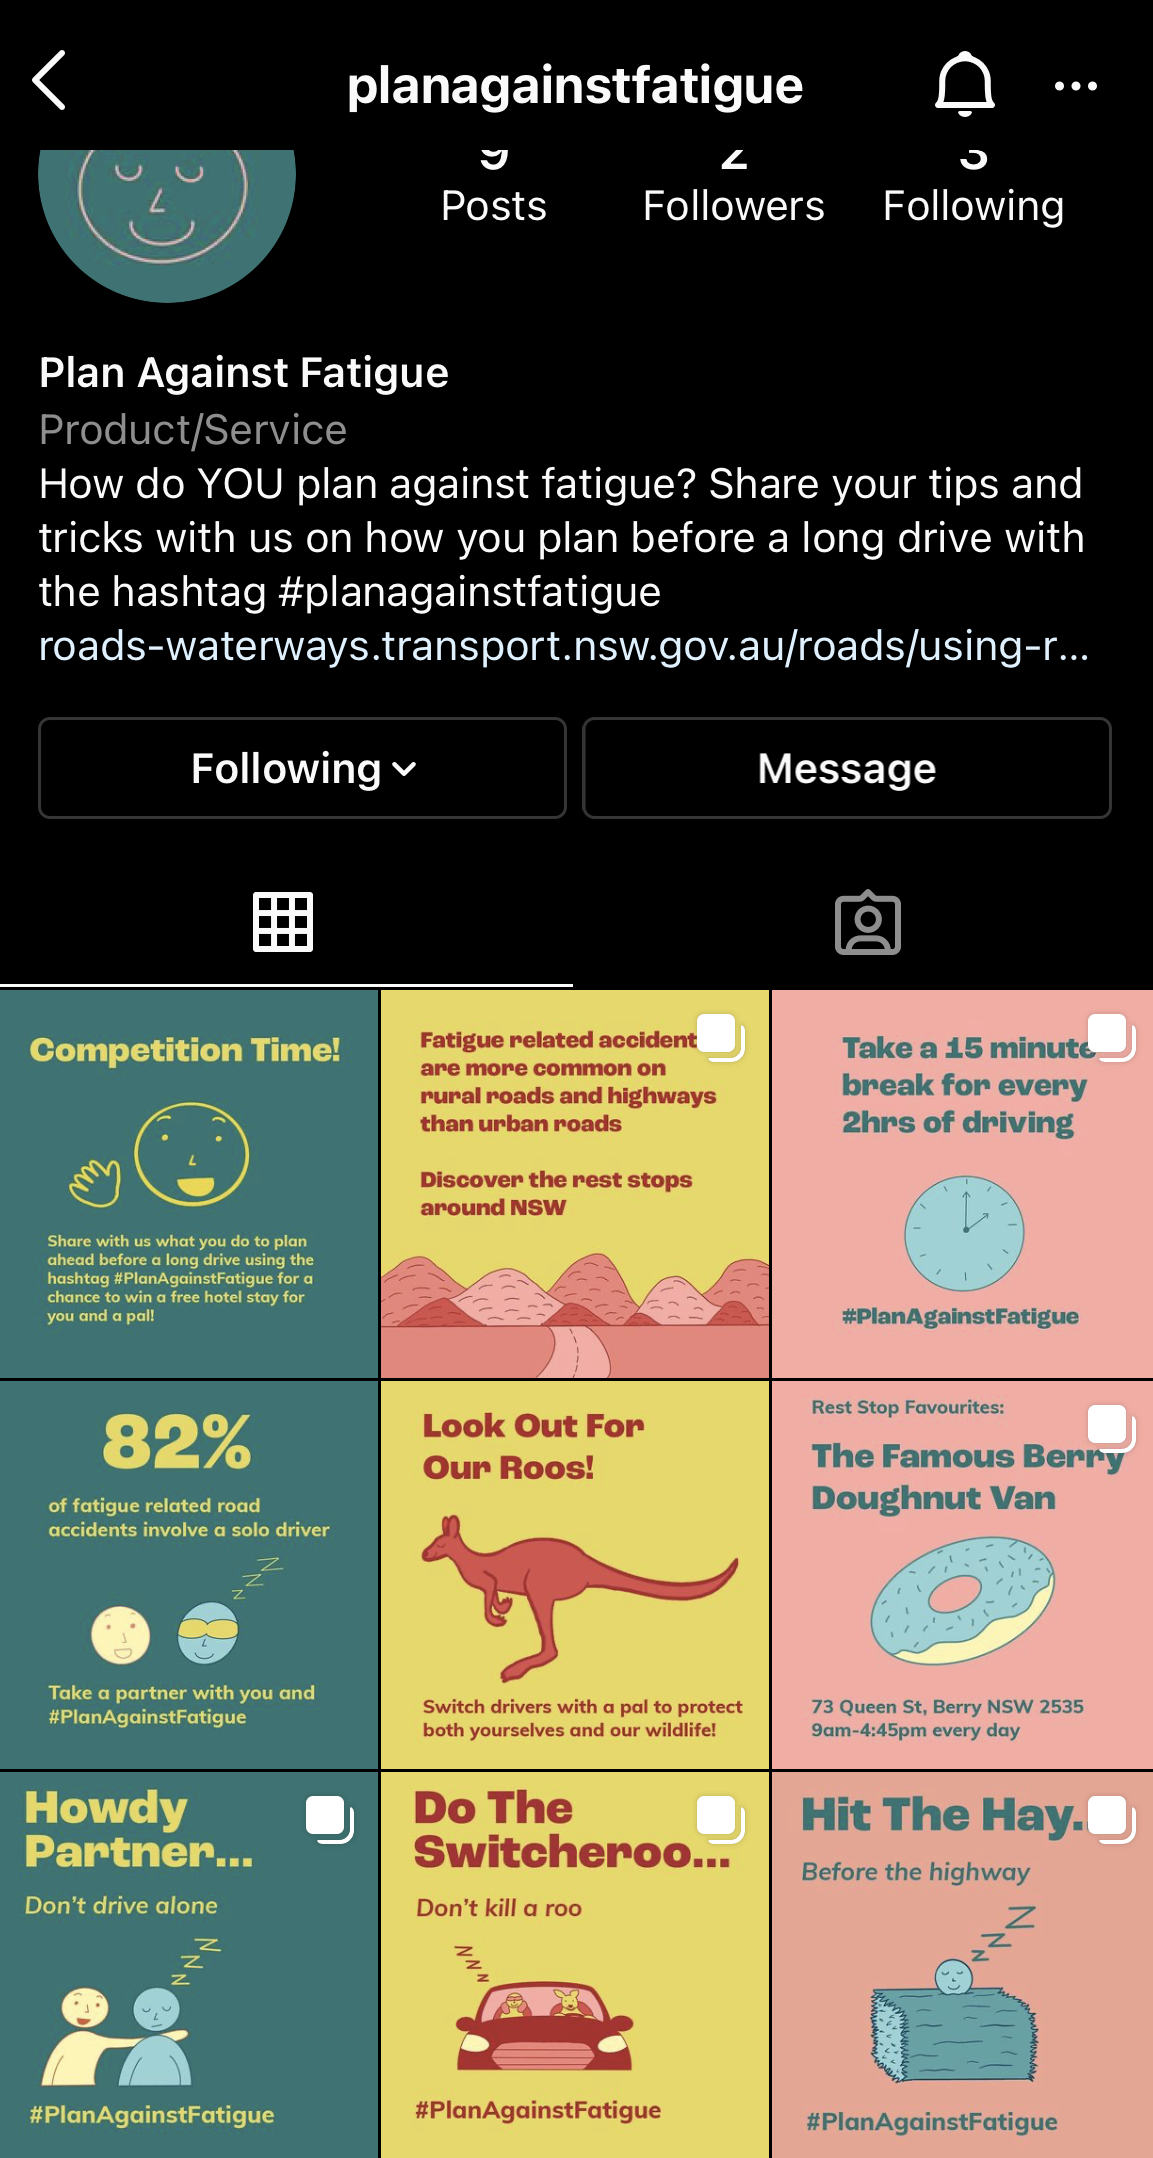 planagainstfatigue
9 2 3
Posts Followers Following
Plan Against Fatigue
Product/Service
How do YOU plan against fatigue? Share your tips and
tricks with us on how you plan before a long drive with
the hashtag #planagainstfatigue
roads-waterways.transport.nsw.gov.au/roads/using-r...
Following
Message
Competition Time!
Share with us what you do to plan
ahead before a long drive using the
hashtag #PlanAgainstFatigue for a
chance to win a free hotel stay for
you and a pal!
Fatigue related accident
are more common on
rural roads and highways
than urban roads
Discover the rest stops
around NSW
Take a 15 minute
break for every
2hrs of driving
#PlanAgainstFatigue
82%
of fatigue related road
accidents involve a solo driver
z z z
Take a partner with you and
#PlanAgainstFatigue
Look Out For
Our Roos!
Switch drivers with a pal to protect
both yourselves and our wildlife!
Rest Stop Favourites:
The Famous Berry
Doughnut Van
73 Queen St, Berry NSW 2535
9am-4:45pm every day
Howdy
Partner...
Don't drive alone
z z z z
#PlanAgainstFatigue
Do The
Switcheroo...
Don't kill a roo
z z z
#PlanAgainstFatigue
Hit The Hay..
Before the highway
z z z
#PlanAgainstFatigue